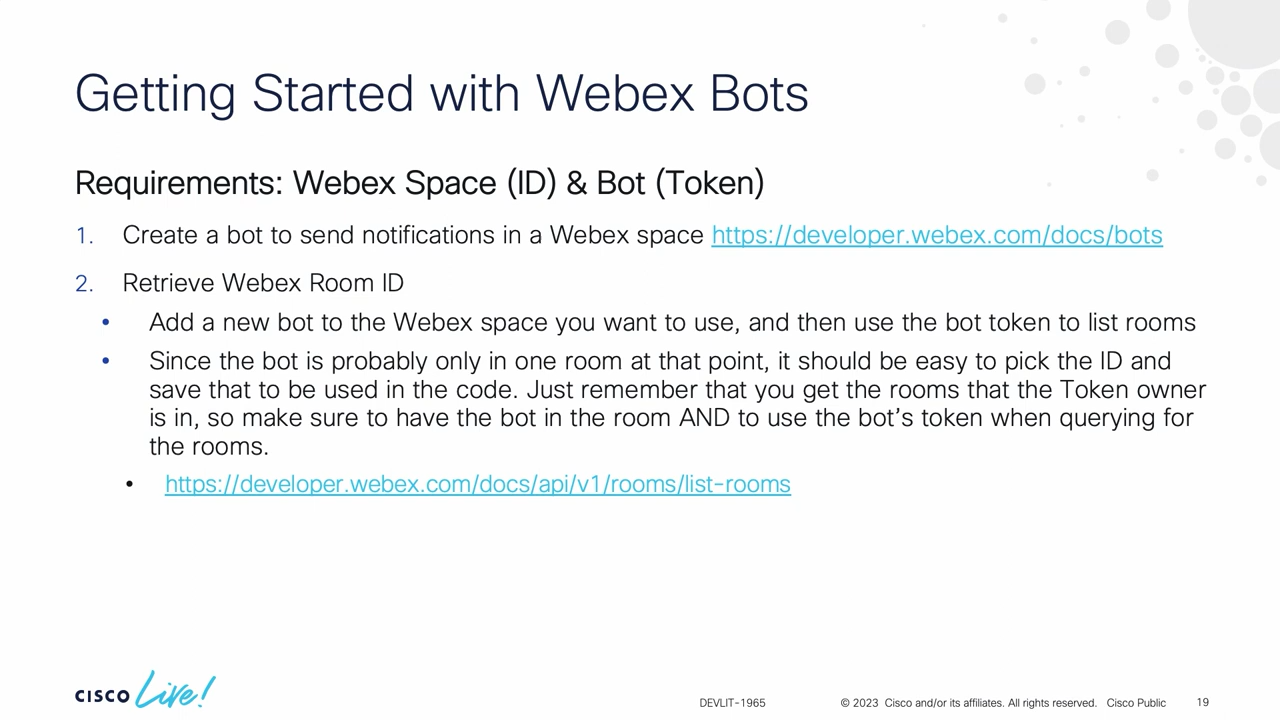 Getting Started with Webex Bots
Requirements: Webex Space (ID) & Bot (Token)
1. Create a bot to send notifications in a Webex space https://developer.webex.com/docs/bots
2. Retrieve Webex Room ID
• Add a new bot to the Webex space you want to use, and then use the bot token to list rooms
• Since the bot is probably only in one room at that point, it should be easy to pick the ID and
save that to be used in the code. Just remember that you get the rooms that the Token owner
is in, so make sure to have the bot in the room AND to use the bot’s token when querying for
the rooms.
• https://developer.webex.com/docs/api/v1/rooms/list-rooms
CISCO Live!
DEVLIT-1965
© 2023 Cisco and/or its affiliates. All rights reserved. Cisco Public
19